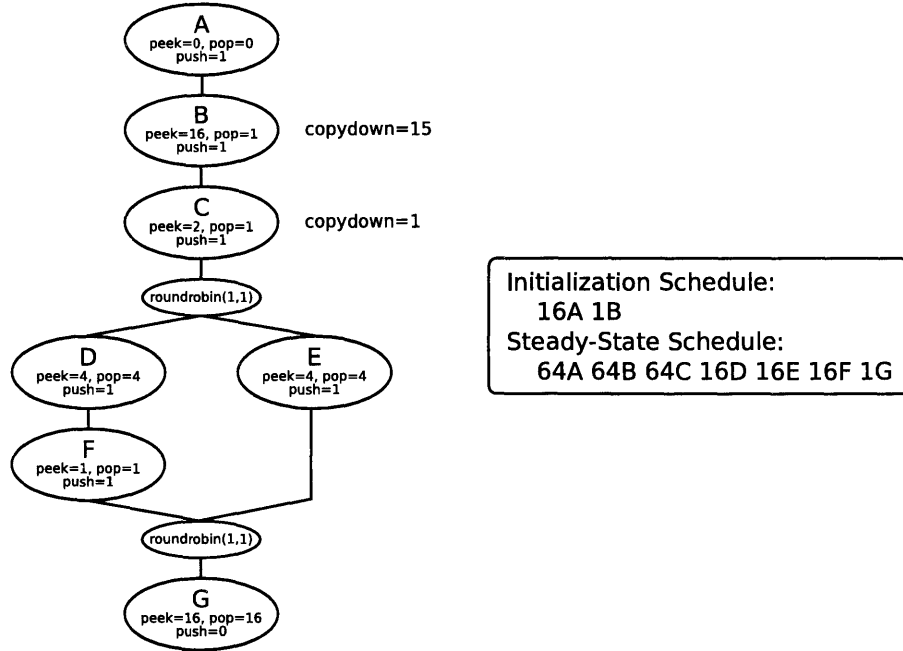 A
peek=0, pop=0
push=1
B
peek=16, pop=1
push=1
copydown=15
C
peek=2, pop=1
push=1
copydown=1
roundrobin(1,1)
D
peek=4, pop=4
push=1
E
peek=4, pop=4
push=1
F
peek=1, pop=1
push=1
roundrobin(1,1)
G
peek=16, pop=16
push=0
Initialization Schedule:
16A 1B
Steady-State Schedule:
64A 64B 64C 16D 16E 16F 1G